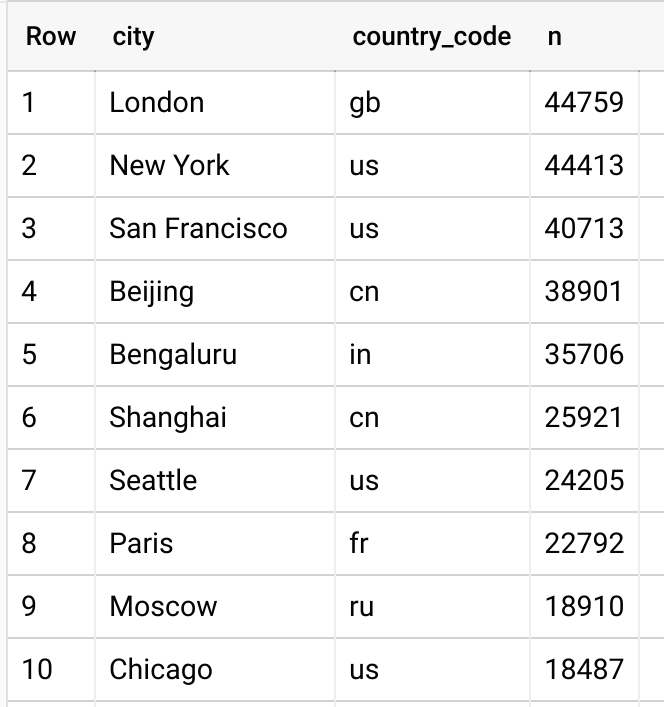 Row city country_code n
1 London gb 44759
2 New York us 44413
3 San Francisco us 40713
4 Beijing cn 38901
5 Bengaluru in 35706
6 Shanghai cn 25921
7 Seattle us 24205
8 Paris fr 22792
9 Moscow ru 18910
10 Chicago us 18487